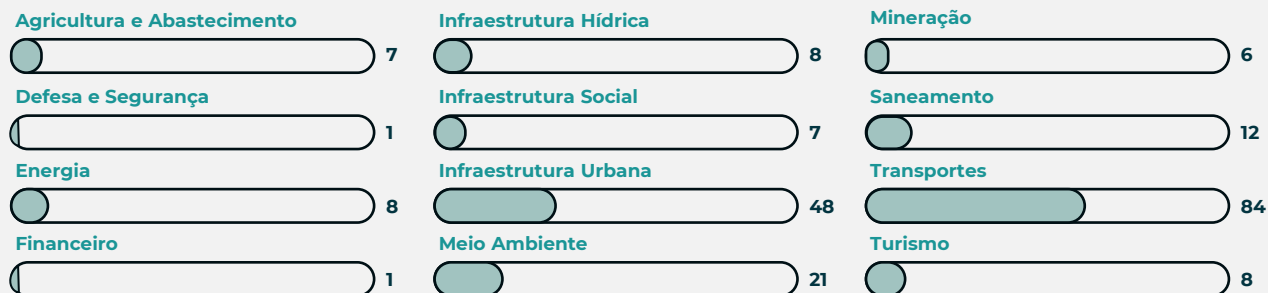 Agricultura e Abastecimento
7
Defesa e Segurança
1
Energia
8
Financeiro
1
Infraestrutura Hídrica
8
Infraestrutura Social
7
Infraestrutura Urbana
48
Meio Ambiente
21
Mineração
6
Saneamento
12
Transportes
84
Turismo
8